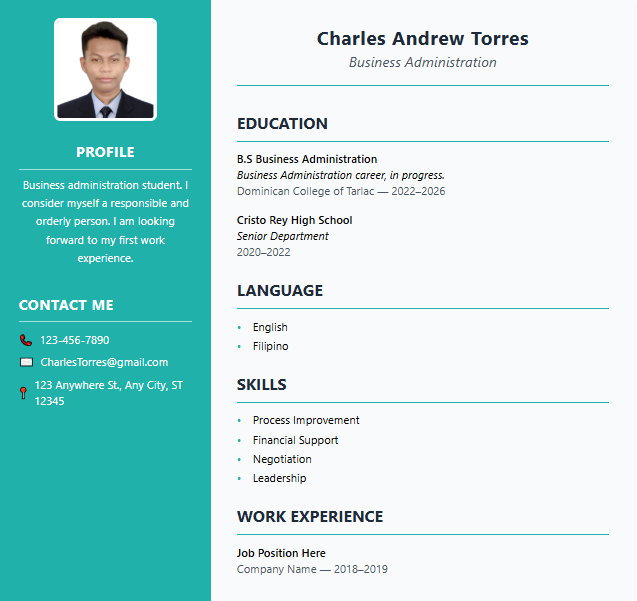 PROFILE
Business administration student. I
consider myself a responsible and
orderly person. I am looking
forward to my first work
experience.
CONTACT ME
123-456-7890
CharlesTorres@gmail.com
123 Anywhere St., Any City, ST
12345
Charles Andrew Torres
Business Administration
EDUCATION
B.S Business Administration
Business Administration career, in progress.
Dominican College of Tarlac — 2022–2026
Cristo Rey High School
Senior Department
2020–2022
LANGUAGE
• English
• Filipino
SKILLS
• Process Improvement
• Financial Support
• Negotiation
• Leadership
WORK EXPERIENCE
Job Position Here
Company Name — 2018–2019